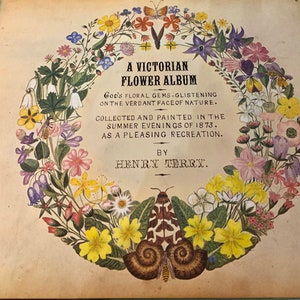 A VICTORIAN
FLOWER ALBUM
GOD'S FLORAL GEMS-GLISTENING
ON THE VERDANT FACE OF NATURE.
COLLECTED AND PAINTED IN THE
SUMMER EVENINGS OF 1873.
AS A PLEASING RECREATION.
BY
HENRY TERRY.